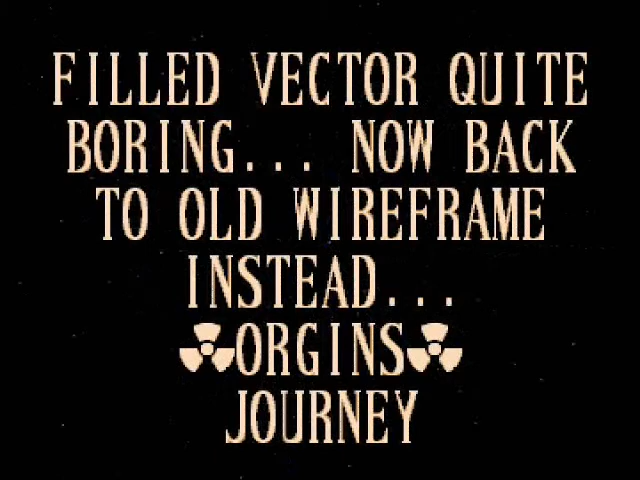 FILLED VECTOR QUITE
BORING... NOW BACK
TO OLD WIREFRAME
INSTEAD...
☢ORGINS☢
JOURNEY